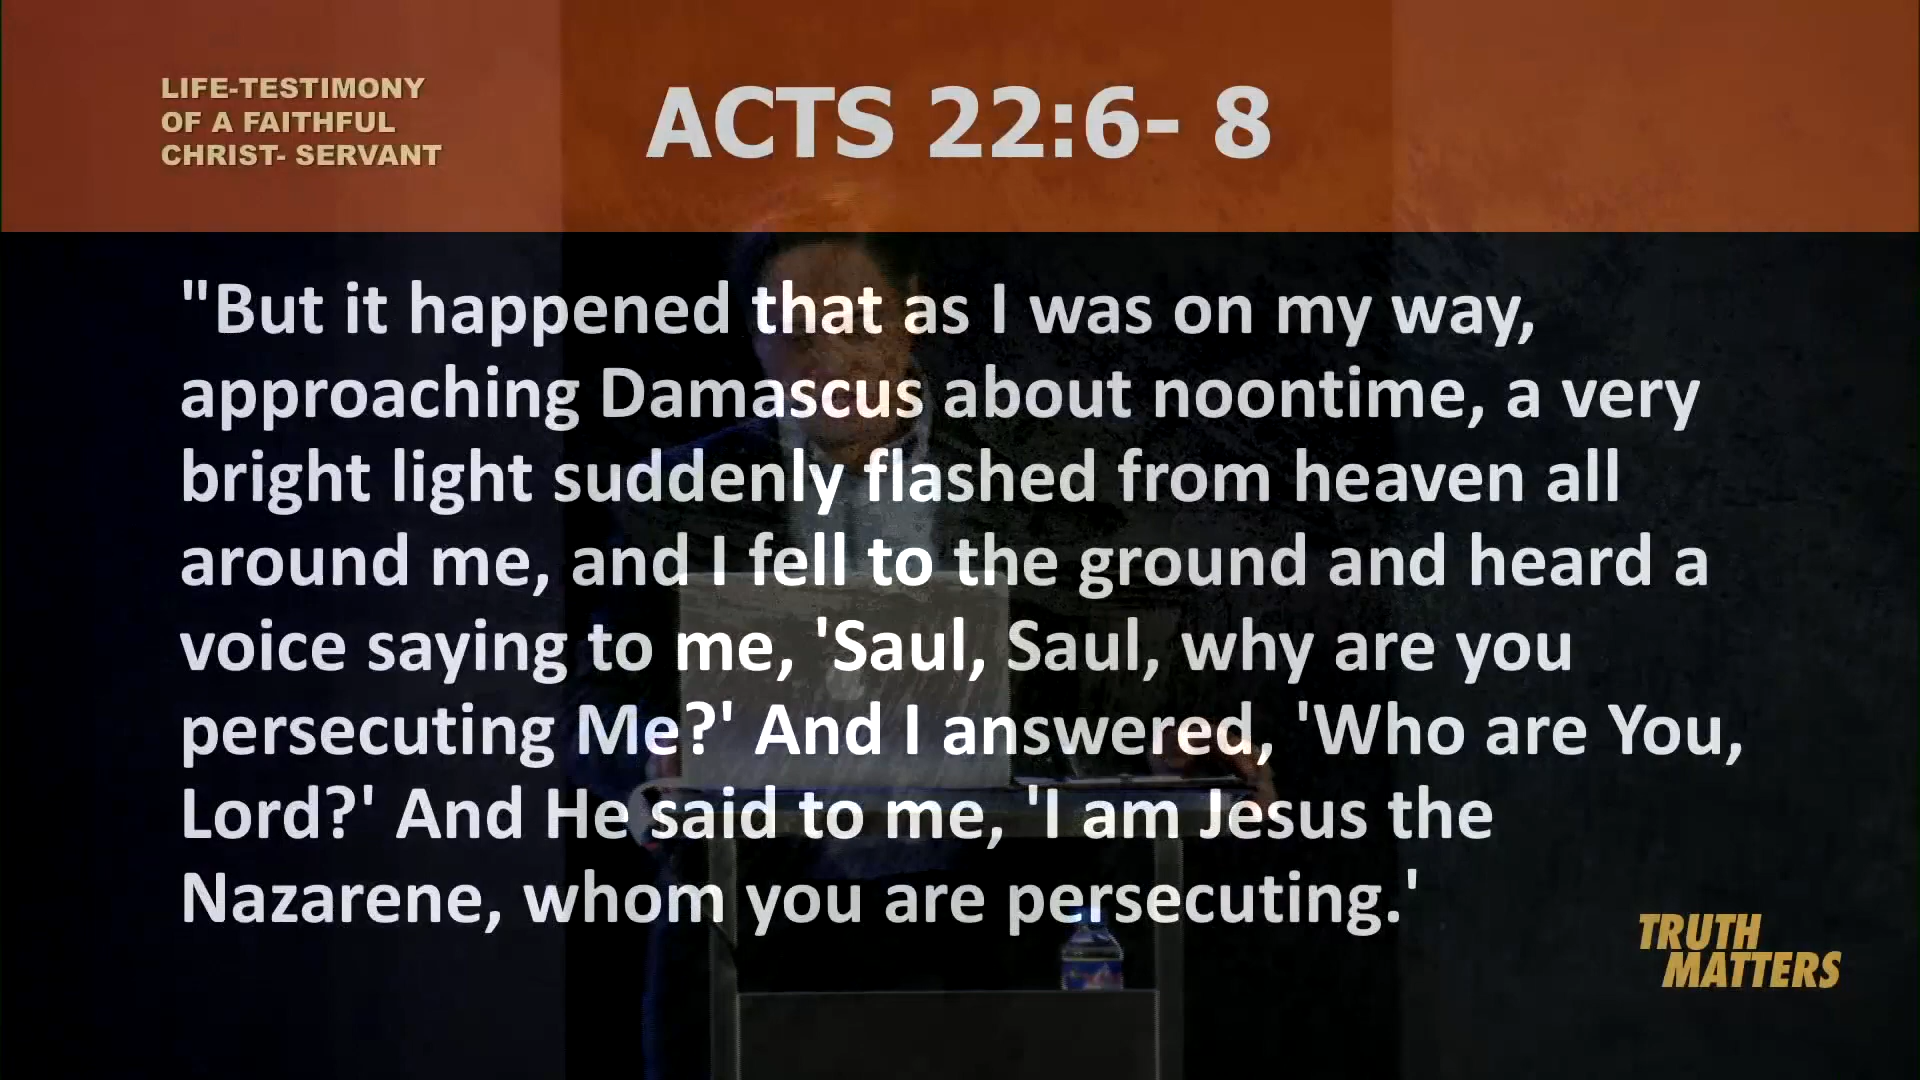 LIFE-TESTIMONY
OF A FAITHFUL
CHRIST- SERVANT
ACTS 22:6- 8
"But it happened that as I was on my way,
approaching Damascus about noontime, a very
bright light suddenly flashed from heaven all
around me, and I fell to the ground and heard a
voice saying to me, 'Saul, Saul, why are you
persecuting Me?' And I answered, 'Who are You,
Lord?' And He said to me, 'I am Jesus the
Nazarene, whom you are persecuting.'
TRUTH
MATTERS